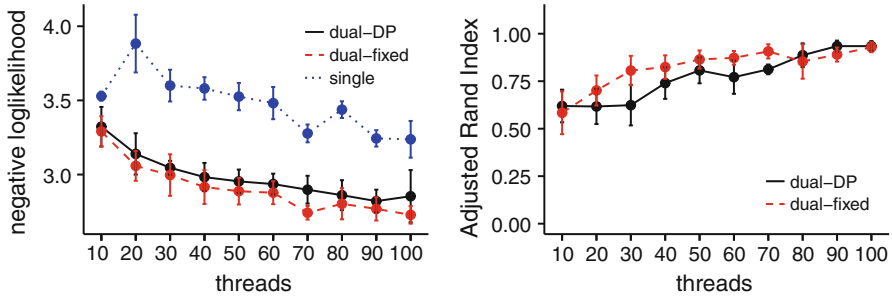 negative loglikelihood
4.0
3.5
3.0
dual−DP
dual−fixed
single
10 20 30 40 50 60 70 80 90 100
threads
Adjusted Rand Index
1.00
0.75
0.50
0.25
0.00
dual−DP
dual−fixed
10 20 30 40 50 60 70 80 90 100
threads